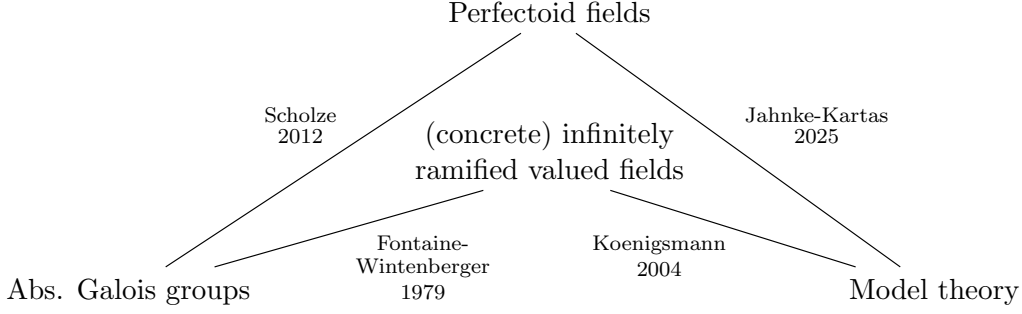 Perfectoid fields
Scholze
2012
Jahnke-Kartas
2025
(concrete) infinitely
ramified valued fields
Fontaine-
Wintenberger
1979
Koenigsmann
2004
Abs. Galois groups
Model theory